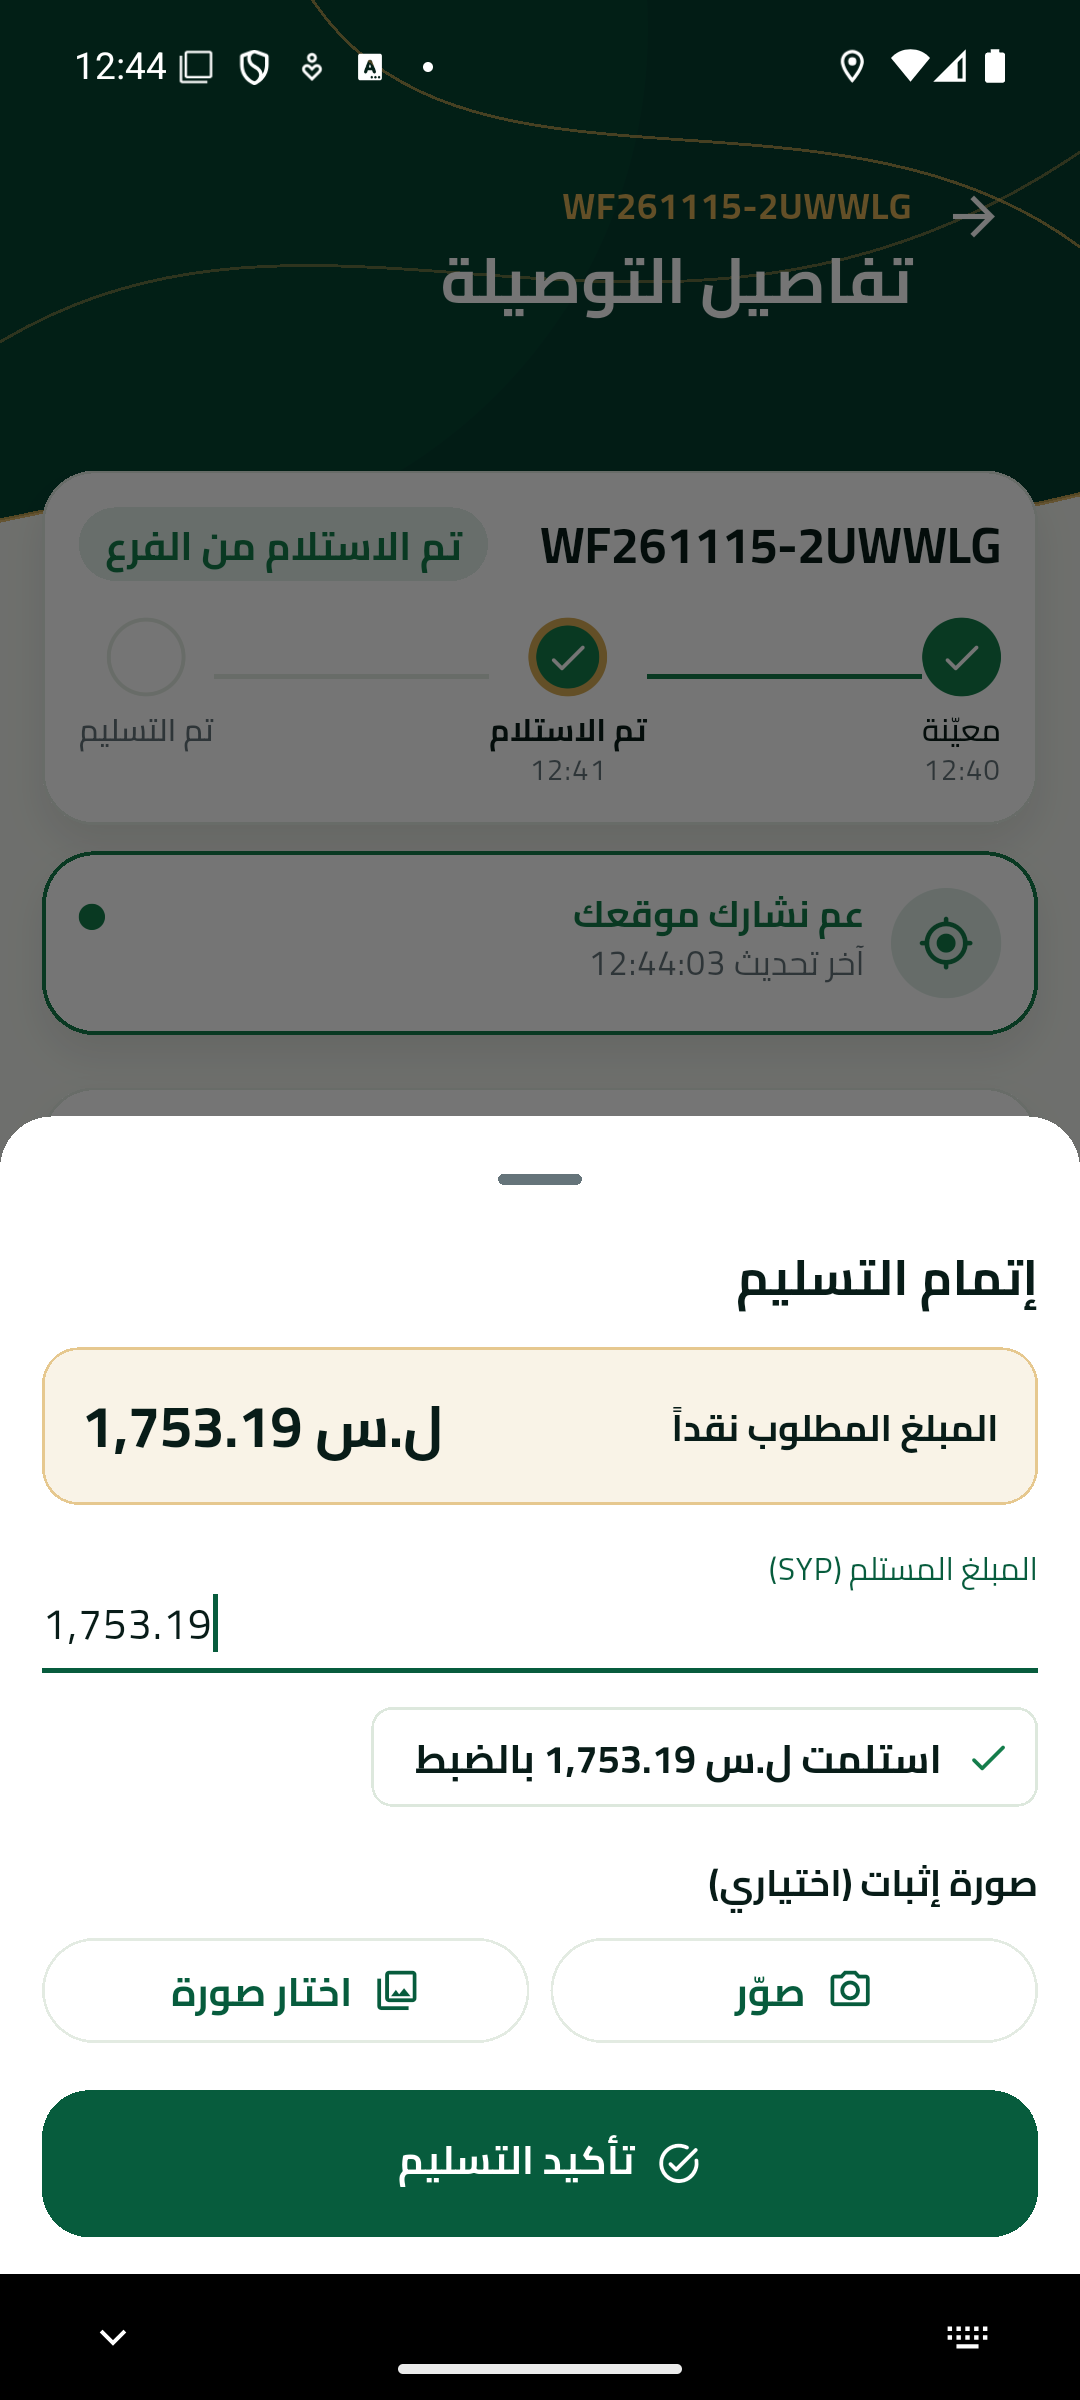 12:44
WF261115-2UWWLG
تفاصيل التوصيلة
WF261115-2UWWLG
تم الاستلام من الفرع
معيّنة
12:40
تم الاستلام
12:41
تم التسليم
عم نشارك موقعك
آخر تحديث 12:44:03
إتمام التسليم
المبلغ المطلوب نقداً
ل.س 1,753.19
المبلغ المستلم (SYP)
1,753.19
استلمت ل.س 1,753.19 بالضبط
صورة إثبات (اختياري)
صوّر
اختار صورة
تأكيد التسليم